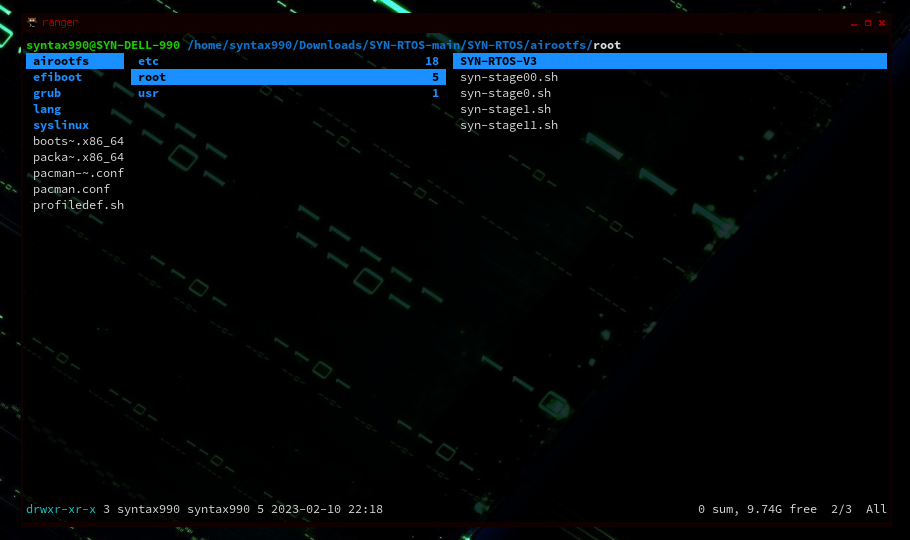 ranger
syntax990@SYN-DELL-990 /home/syntax990/Downloads/SYN-RTOS-main/SYN-RTOS/airootfs/root
airootfs etc 18 SYN-RTOS-V3
efiboot root 5 syn-stage00.sh
grub usr 1 syn-stage0.sh
lang syn-stage1.sh
syslinux syn-stage11.sh
boots~.x86_64
packa~.x86_64
pacman-~.conf
pacman.conf
profiledef.sh
drwxr-xr-x 3 syntax990 syntax990 5 2023-02-10 22:18 0 sum, 9.74G free 2/3 All